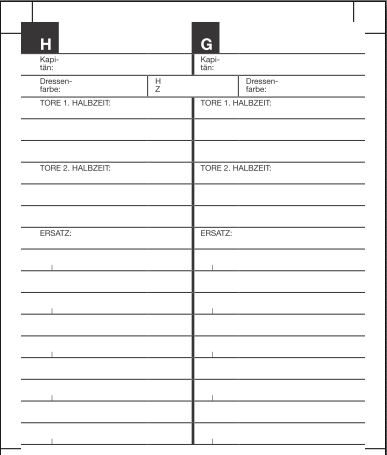 H G
Kapi- Kapi-
tän: tän:
Dressen- H Dressen-
farbe: Z farbe:
TORE 1. HALBZEIT: TORE 1. HALBZEIT:
TORE 2. HALBZEIT: TORE 2. HALBZEIT:
ERSATZ: ERSATZ: